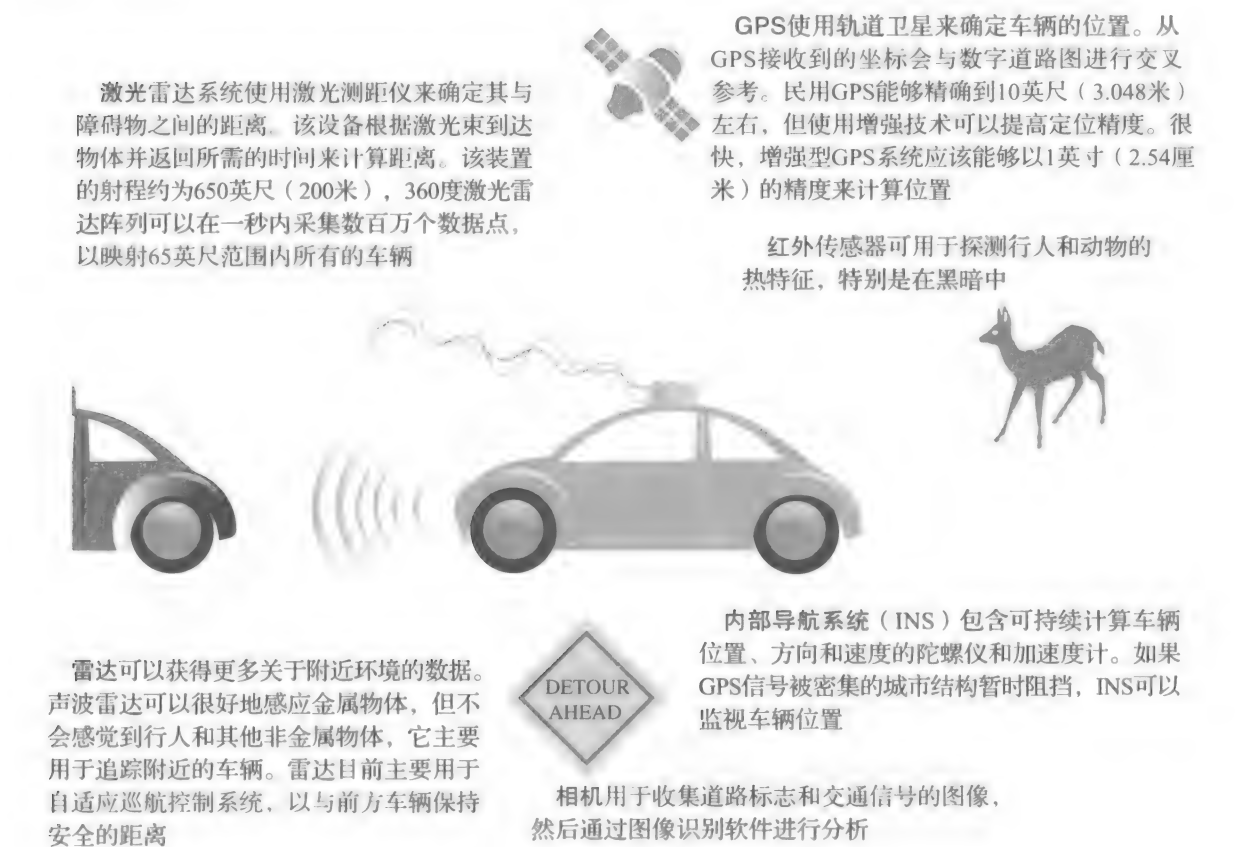 激光雷达系统使用激光测距仪来确定其与
障碍物之间的距离。该设备根据激光束到达
物体并返回所需的时间来计算距离。该装置
的射程约为650英尺（200米），360度激光雷
达阵列可以在一秒内采集数百万个数据点，
以映射65英尺范围内所有的车辆
GPS使用轨道卫星来确定车辆的位置。从
GPS接收到的坐标会与数字道路图进行交叉
参考。民用GPS能够精确到10英尺（3.048米）
左右，但使用增强技术可以提高定位精度。很
快，增强型GPS系统应该能够以1英寸（2.54厘
米）的精度来计算位置
红外传感器可用于探测行人和动物的
热特征，特别是在黑暗中
雷达可以获得更多关于附近环境的数据。
声波雷达可以很好地感应金属物体，但不
会感觉到行人和其他非金属物体，它主要
用于追踪附近的车辆。雷达目前主要用于
自适应巡航控制系统，以与前方车辆保持
安全的距离
DETOUR
AHEAD
内部导航系统（INS）包含可持续计算车辆
位置、方向和速度的陀螺仪和加速度计。如果
GPS信号被密集的城市结构暂时阻挡，INS可以
监视车辆位置
相机用于收集道路标志和交通信号的图像，
然后通过图像识别软件进行分析